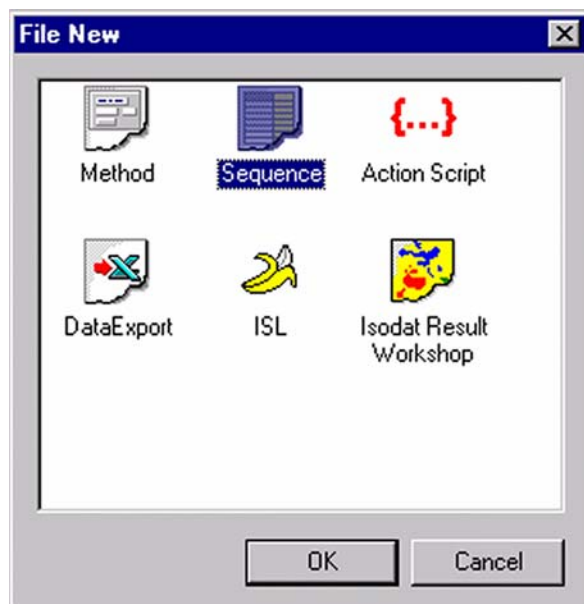 File New
Method
Sequence
Action Script
{...}
DataExport
ISL
Isodat Result
Workshop
OK
Cancel